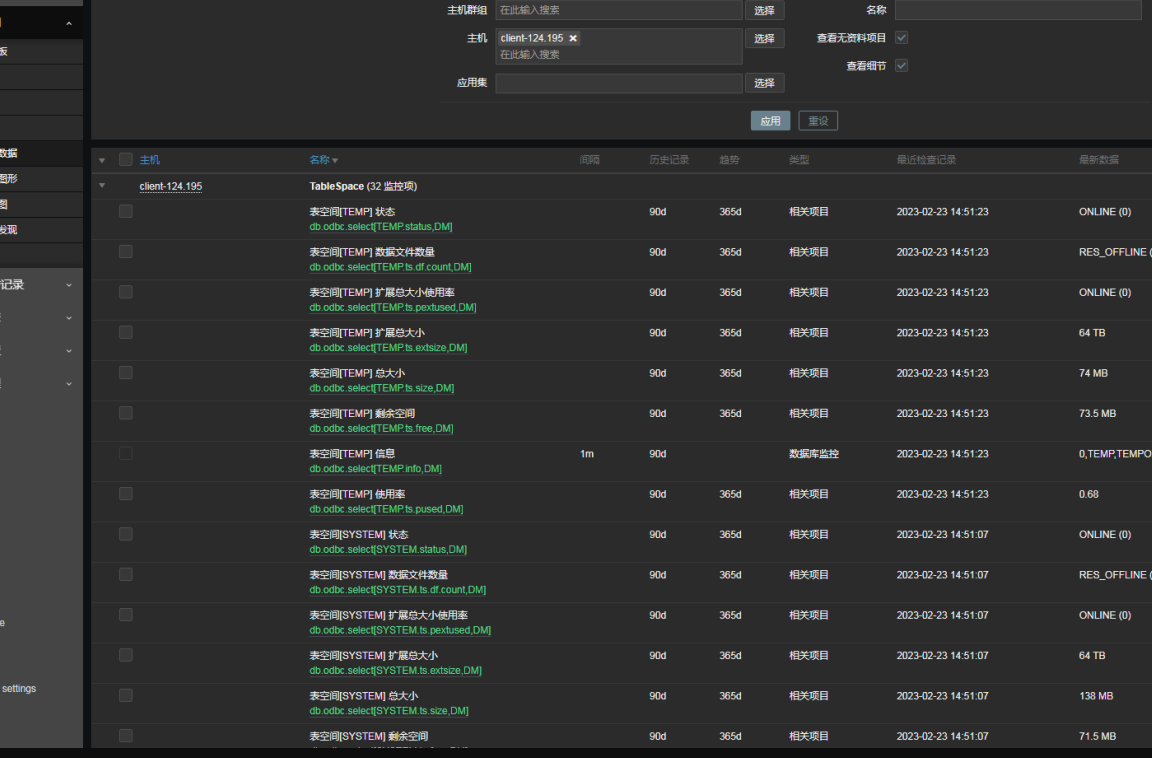 主机群组 在此输入搜索 选择 名称
主机 client-124.195 ✖ 选择 查看无资料项目
在此输入搜索
查看细节
应用集 选择
应用 重设
板
数据
图形
图
发现
记录
e
settings
主机 名称 间隔 历史记录 趋势 类型 最近检查记录 最新数据
client-124.195 TableSpace (32 监控项)
表空间[TEMP] 状态 90d 365d 相关项目 2023-02-23 14:51:23 ONLINE (0)
db.odbc.select[TEMP.status,DM]
表空间[TEMP] 数据文件数量 90d 365d 相关项目 2023-02-23 14:51:23 RES_OFFLINE (
db.odbc.select[TEMP.ts.df.count,DM]
表空间[TEMP] 扩展总大小使用率 90d 365d 相关项目 2023-02-23 14:51:23 ONLINE (0)
db.odbc.select[TEMP.ts.pextused,DM]
表空间[TEMP] 扩展总大小 90d 365d 相关项目 2023-02-23 14:51:23 64 TB
db.odbc.select[TEMP.ts.extsize,DM]
表空间[TEMP] 总大小 90d 365d 相关项目 2023-02-23 14:51:23 74 MB
db.odbc.select[TEMP.ts.size,DM]
表空间[TEMP] 剩余空间 90d 365d 相关项目 2023-02-23 14:51:23 73.5 MB
db.odbc.select[TEMP.ts.free,DM]
表空间[TEMP] 信息 1m 90d 数据库监控 2023-02-23 14:51:23 0,TEMP,TEMPO
db.odbc.select[TEMP.info,DM]
表空间[TEMP] 使用率 90d 365d 相关项目 2023-02-23 14:51:23 0.68
db.odbc.select[TEMP.ts.pused,DM]
表空间[SYSTEM] 状态 90d 365d 相关项目 2023-02-23 14:51:07 ONLINE (0)
db.odbc.select[SYSTEM.status,DM]
表空间[SYSTEM] 数据文件数量 90d 365d 相关项目 2023-02-23 14:51:07 RES_OFFLINE (
db.odbc.select[SYSTEM.ts.df.count,DM]
表空间[SYSTEM] 扩展总大小使用率 90d 365d 相关项目 2023-02-23 14:51:07 ONLINE (0)
db.odbc.select[SYSTEM.ts.pextused,DM]
表空间[SYSTEM] 扩展总大小 90d 365d 相关项目 2023-02-23 14:51:07 64 TB
db.odbc.select[SYSTEM.ts.extsize,DM]
表空间[SYSTEM] 总大小 90d 365d 相关项目 2023-02-23 14:51:07 138 MB
db.odbc.select[SYSTEM.ts.size,DM]
表空间[SYSTEM] 剩余空间 90d 365d 相关项目 2023-02-23 14:51:07 71.5 MB